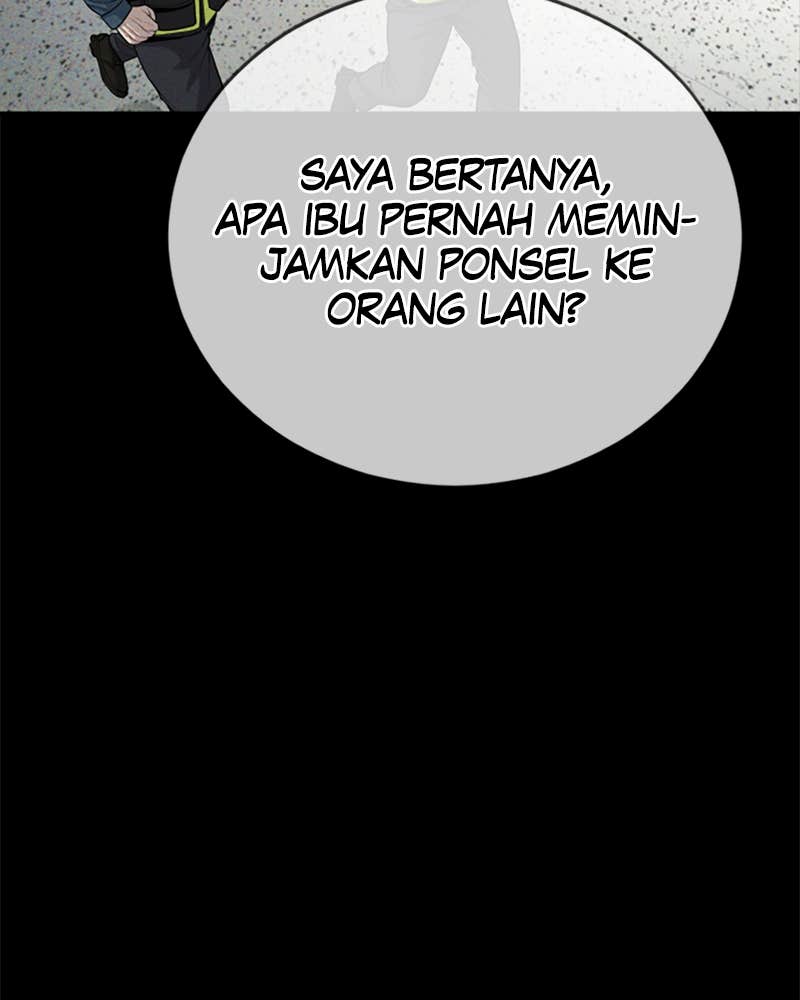 SAYA BERTANYA,
APA IBU PERNAH MEMIN-
JAMKAN PONSEL KE
ORANG LAIN?